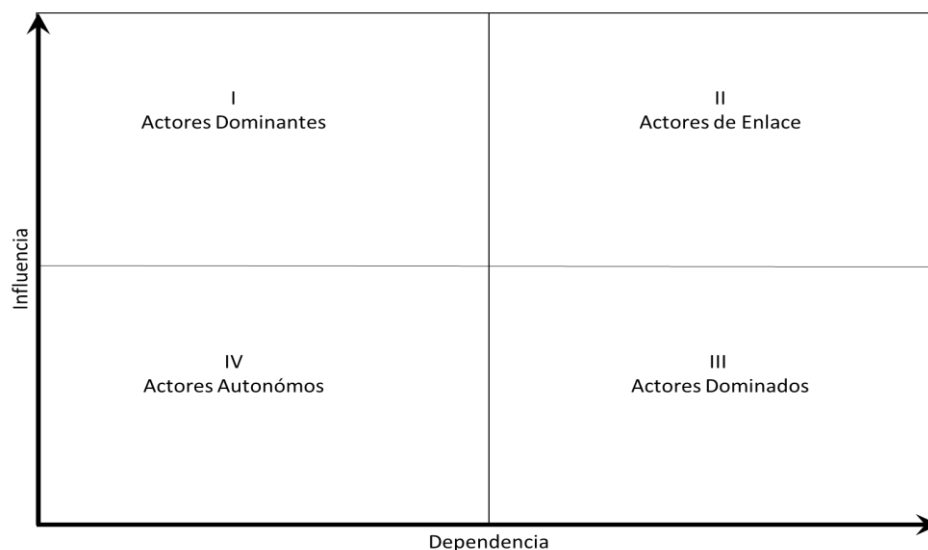 I
Actores Dominantes
II
Actores de Enlace
Influencia
IV
Actores Autonómos
III
Actores Dominados
Dependencia